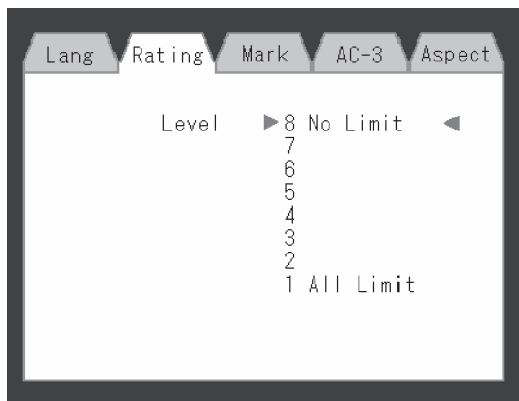 Lang Rating Mark AC-3 Aspect
Level ▶ 8 No Limit ◀
7
6
5
4
3
2
1 All Limit